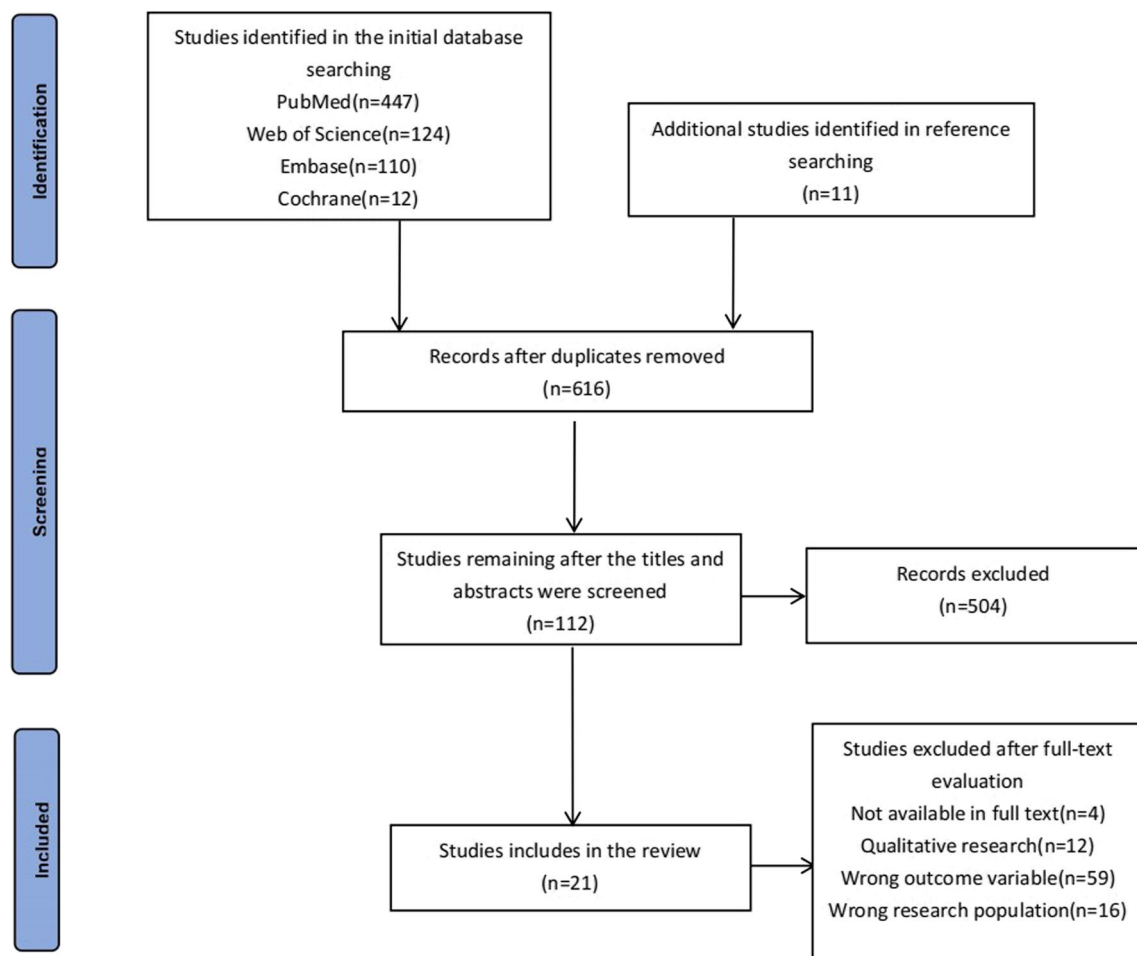 Identification
Studies identified in the initial database
searching
PubMed(n=447)
Web of Science(n=124)
Embase(n=110)
Cochrane(n=12)
Additional studies identified in reference
searching
(n=11)
Screening
Records after duplicates removed
(n=616)
Studies remaining after the titles and
abstracts were screened
(n=112)
Records excluded
(n=504)
Included
Studies includes in the review
(n=21)
Studies excluded after full-text
evaluation
Not available in full text(n=4)
Qualitative research(n=12)
Wrong outcome variable(n=59)
Wrong research population(n=16)